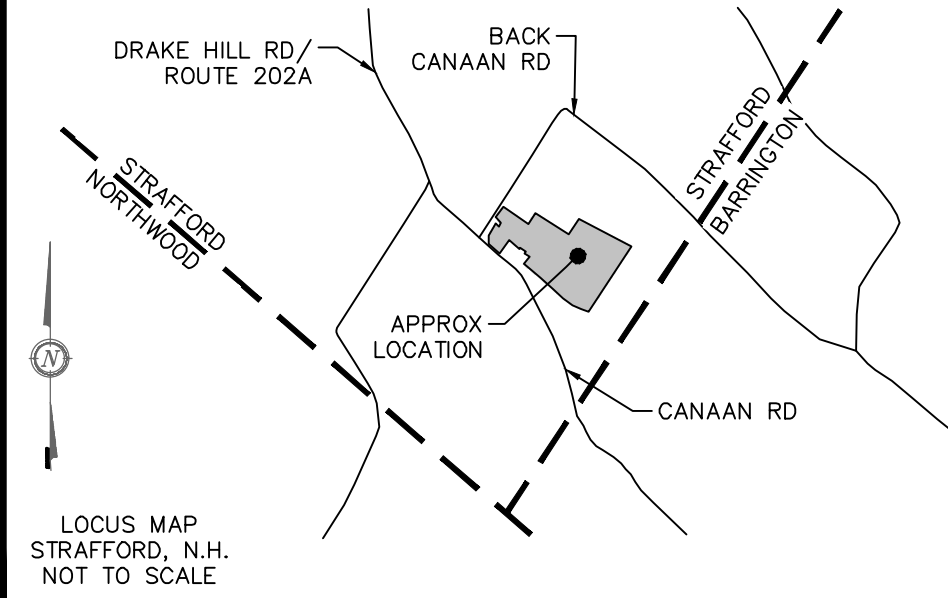 DRAKE HILL RD/
ROUTE 202A
BACK
CANAAN RD
STRAFFORD
BARRINGTON
STRAFFORD
NORTHWOOD
N
APPROX
LOCATION
CANAAN RD
LOCUS MAP
STRAFFORD, N.H.
NOT TO SCALE